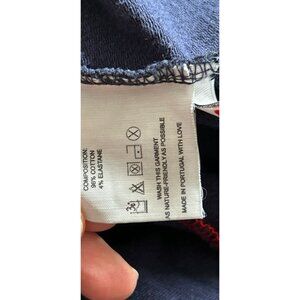 COMPOSITION:
96% COTTON
4% ELASTANE
WASH THIS GARMENT
AS NATURE-FRIENDLY AS POSSIBLE
MADE IN PORTUGAL WITH LOVE